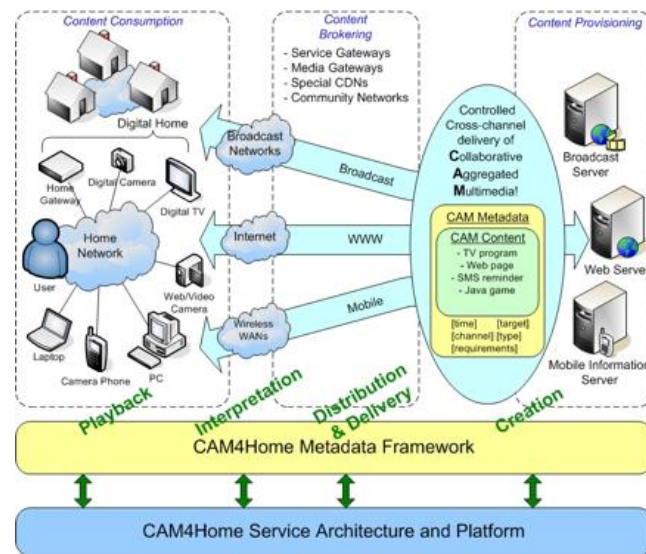 Content Consumption
Content
Brokering
- Service Gateways
- Media Gateways
- Special CDNs
- Community Networks
Content Provisioning
Digital Home
Home
Gateway
Digital Camera
Digital TV
Home
Network
User
Web/Video
Camera
Laptop
Camera Phone
PC
Broadcast
Networks
Broadcast
Internet
WWW
Wireless
WANs
Mobile
Controlled
Cross-channel
delivery of
Collaborative
Aggregated
Multimedia!
CAM Metadata
CAM Content
- TV program
- Web page
- SMS reminder
- Java game
[time] [target]
[channel] [type]
[requirements]
Broadcast
Server
Web Server
Mobile Information
Server
Playback
Interpretation
Distribution
& Delivery
Creation
CAM4Home Metadata Framework
CAM4Home Service Architecture and Platform